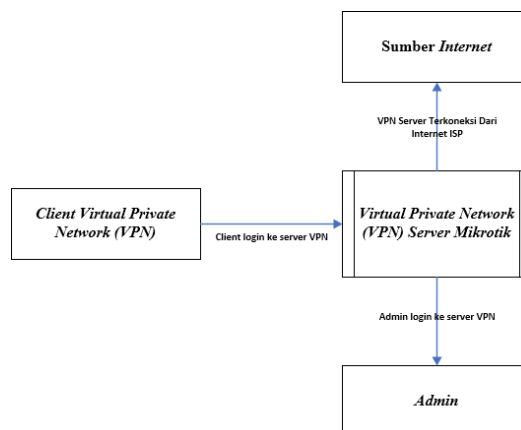 Sumber Internet
VPN Server Terkoneksi Dari
Internet ISP
Client Virtual Private
Network (VPN)
Client login ke server VPN
Virtual Private Network
(VPN) Server Mikrotik
Admin login ke server VPN
Admin